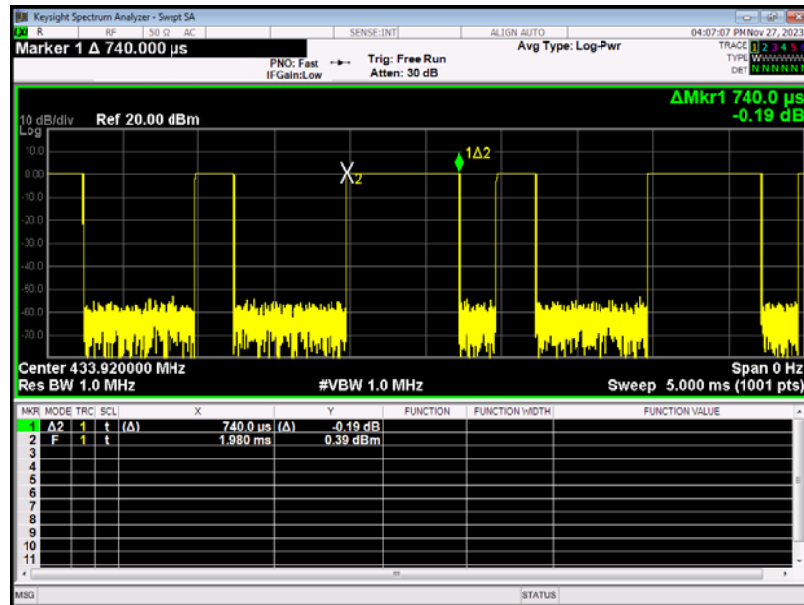 Keysight Spectrum Analyzer - Swept SA
R RF 50 Ω AC SENSE:INT ALIGN AUTO 04:07:07 PM Nov 27, 2023
Marker 1 Δ 740.000 µs
PNO: Fast
IFGain:Low
Trig: Free Run
Atten: 30 dB
Avg Type: Log-Pwr
TRACE 1 2 3 4 5 6
TYPE W
DET N N N N N N
ΔMkr1 740.0 µs
-0.19 dB
10 dB/div Ref 20.00 dBm
Log
10.0
0.00
-10.0
-20.0
-30.0
-40.0
-50.0
-60.0
-70.0
X2
1Δ2
Center 433.920000 MHz Span 0 Hz
Res BW 1.0 MHz #VBW 1.0 MHz Sweep 5.000 ms (1001 pts)
MKR MODE TRC SCL X Y FUNCTION FUNCTION WIDTH FUNCTION VALUE
1 Δ2 1 t (Δ) 740.0 µs (Δ) -0.19 dB
2 F 1 t 1.980 ms 0.39 dBm
3
4
5
6
7
8
9
10
11
MSG STATUS